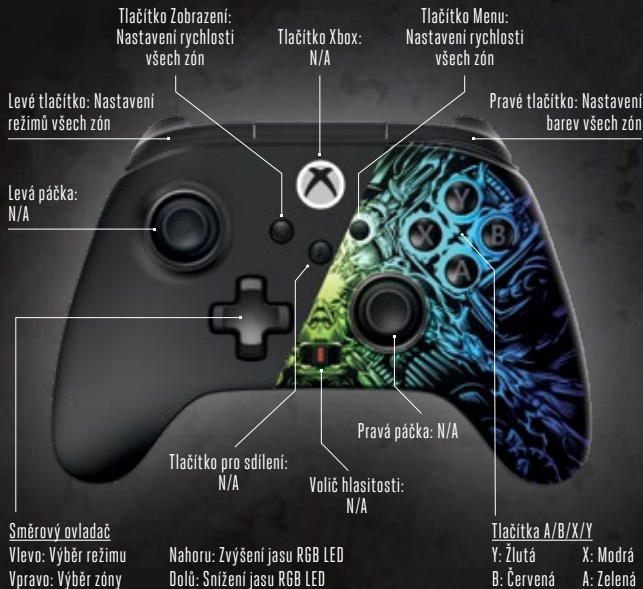 Tlačítko Zobrazení:
Nastavení rychlosti
všech zón
Tlačítko Xbox:
N/A
Tlačítko Menu:
Nastavení rychlosti
všech zón
Levé tlačítko: Nastavení
režimů všech zón
Pravé tlačítko: Nastavení
barev všech zón
Levá páčka:
N/A
Y
X
B
A
Pravá páčka: N/A
Tlačítko pro sdílení:
N/A
Volič hlasitosti:
N/A
Směrový ovladač
Vlevo: Výběr režimu
Vpravo: Výběr zóny
Nahoru: Zvýšení jasu RGB LED
Dolů: Snížení jasu RGB LED
Tlačítka A/B/X/Y
Y: Žlutá X: Modrá
B: Červená A: Zelená